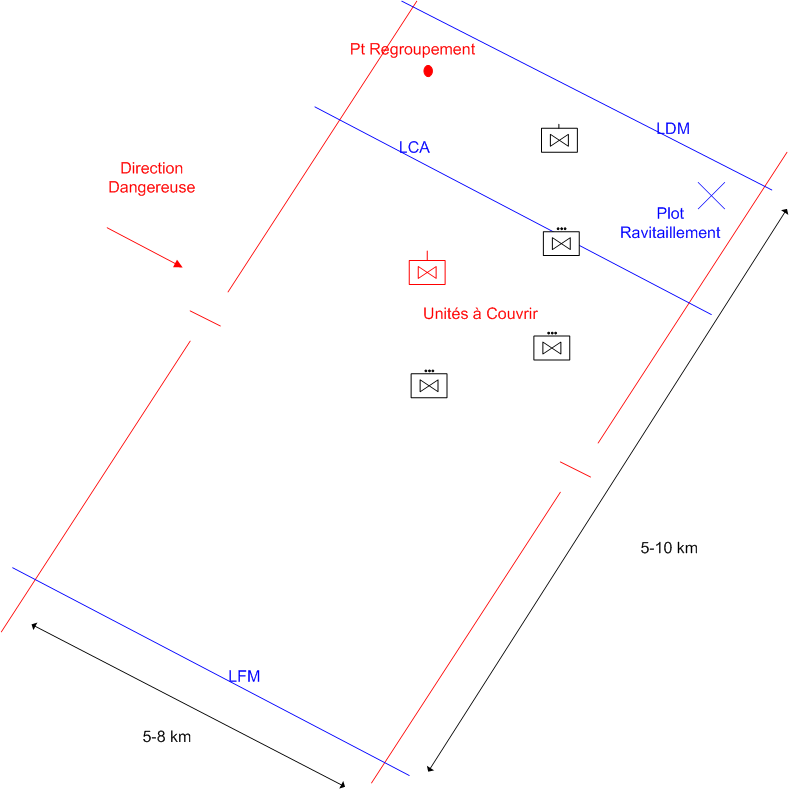 Pt Regroupement
LDM
LCA
Direction
Dangereuse
Plot
Ravitaillement
Unités à Couvrir
5-10 km
LFM
5-8 km